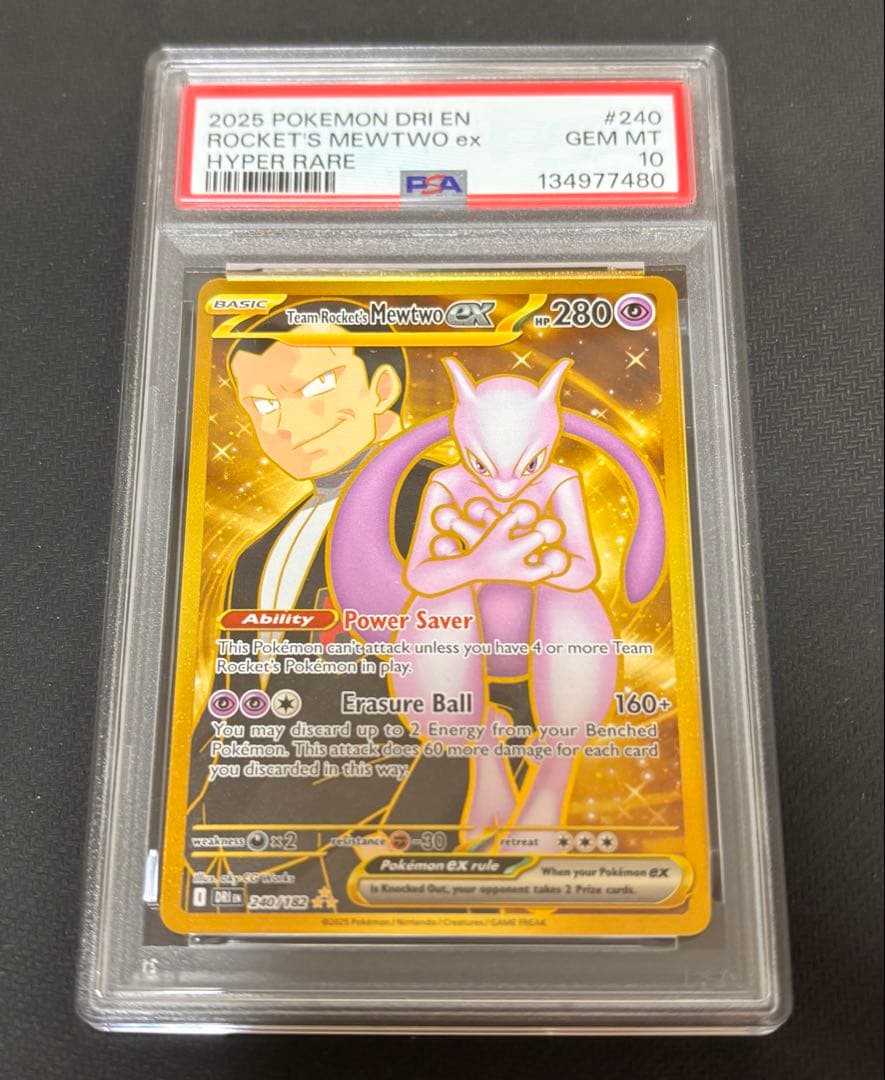 2025 POKEMON DRI EN #240
ROCKET'S MEWTWO ex GEM MT
HYPER RARE 10
PSA 134977480
BASIC Team Rocket's Mewtwo ex HP 280
Ability Power Saver
This Pokémon can't attack unless you have 4 or more Team
Rocket's Pokémon in play.
Erasure Ball 160+
You may discard up to 2 Energy from your Benched
Pokémon. This attack does 60 more damage for each card
you discarded in this way.
weakness ×2 resistance -30 retreat
Pokémon ex rule When your Pokémon ex
is Knocked Out, your opponent takes 2 Prize cards.
Illus. aky CG Works
DRI EN 240/182
©2025 Pokémon / Nintendo / Creatures / GAME FREAK